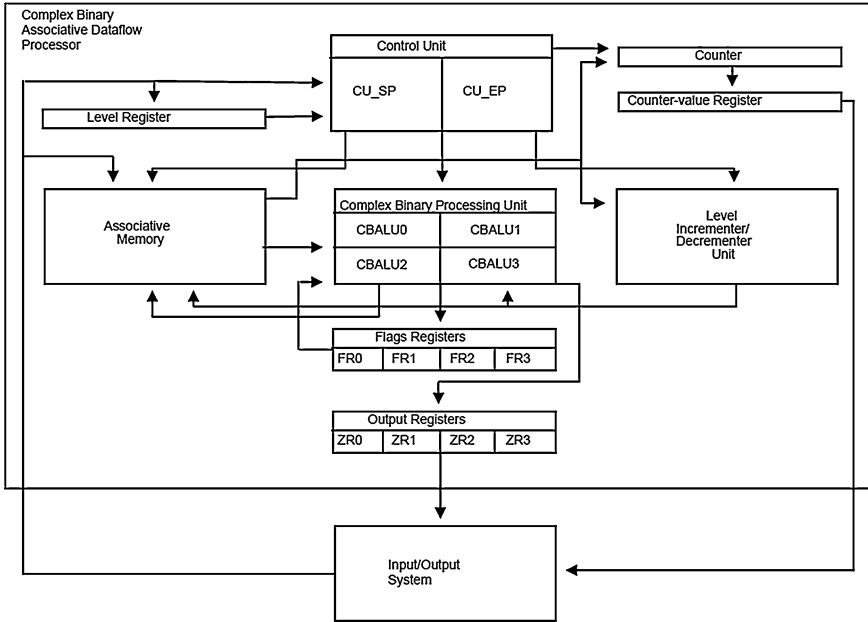 Complex Binary
Associative Dataflow
Processor
Control Unit
CU_SP
CU_EP
Counter
Counter-value Register
Level Register
Associative
Memory
Complex Binary Processing Unit
CBALU0
CBALU1
CBALU2
CBALU3
Level
Incrementer/
Decrementer
Unit
Flags Registers
FR0
FR1
FR2
FR3
Output Registers
ZR0
ZR1
ZR2
ZR3
Input/Output
System